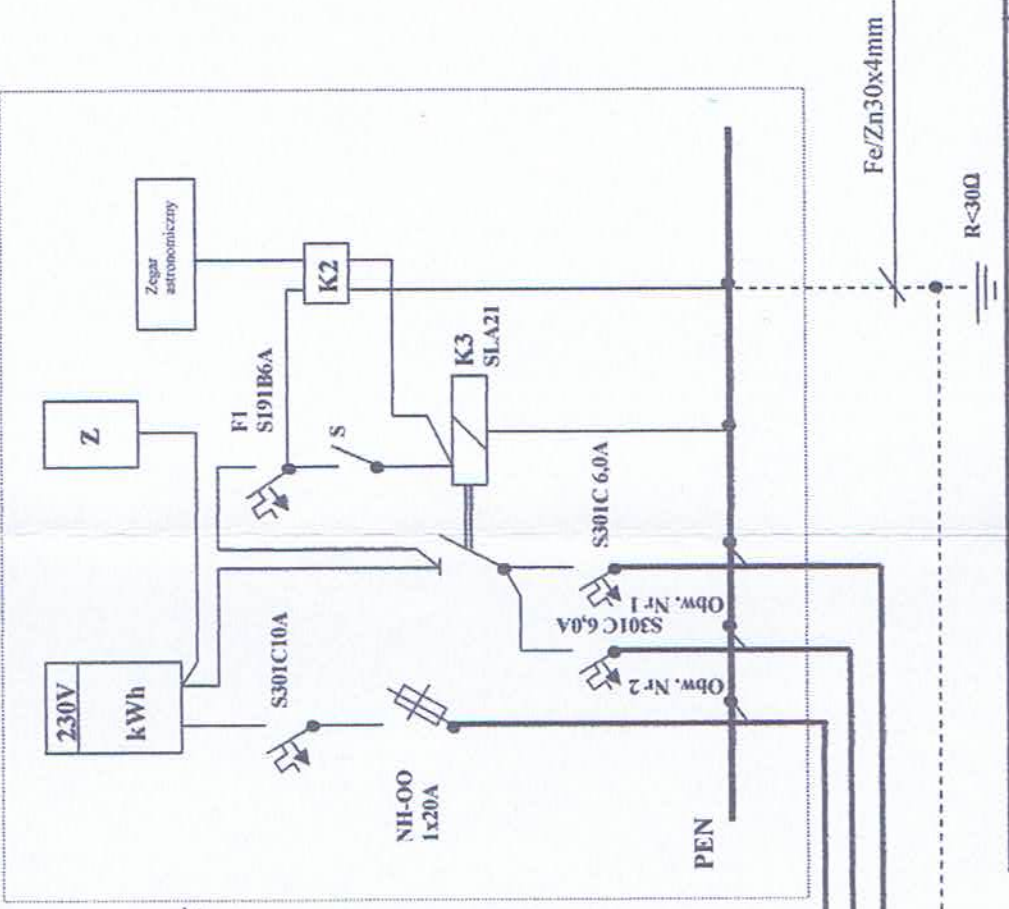 Zegar
astronomiczny
Z
230V
kWh
F1
S191B6A
K2
S
K3
SLA21
S301C10A
NH-OO
1x20A
S301C 6,0A
Obw. Nr 1
S301C 6,0A
Obw. Nr 2
PEN
Fe/Zn30x4mm
R<30Ω